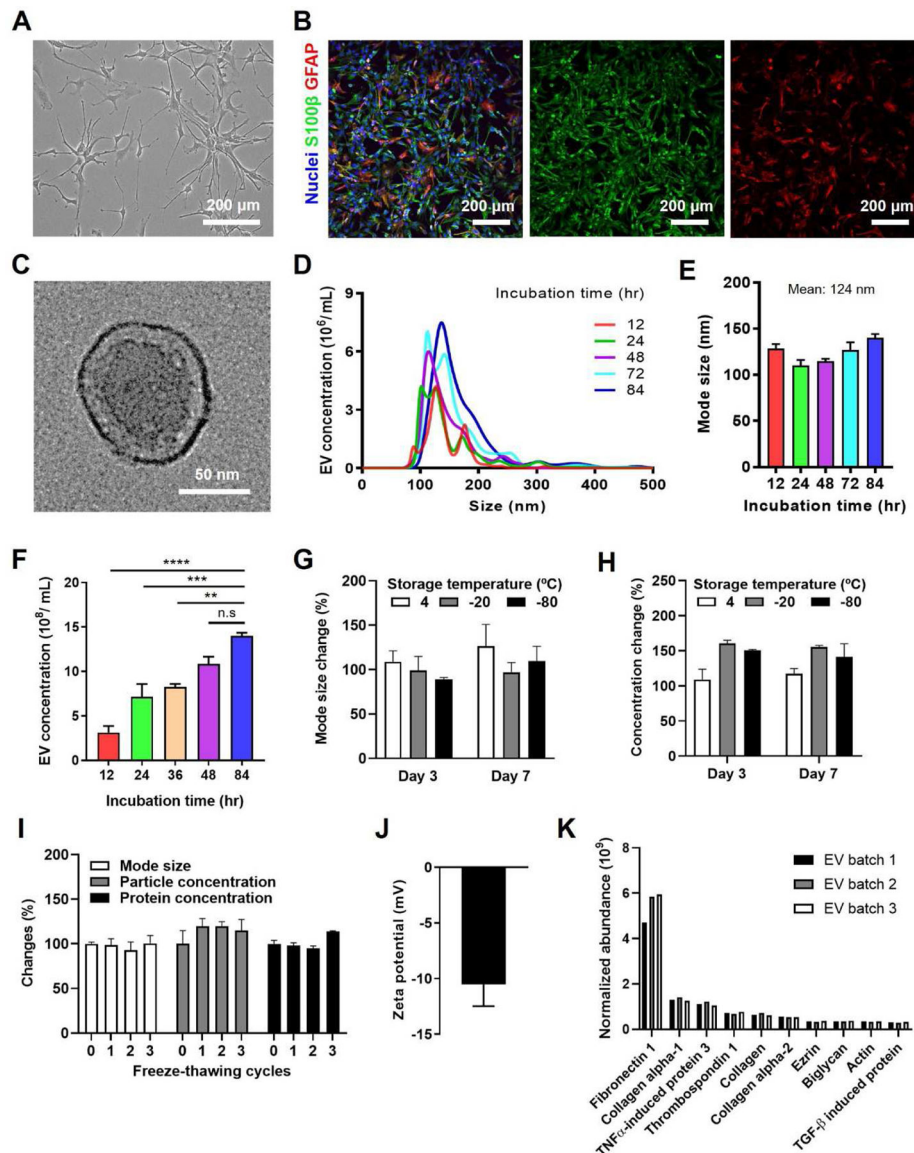 A
200 µm
B
Nuclei S100β GFAP
200 µm
200 µm
200 µm
C
50 nm
D
EV concentration (10⁶/ mL)
9
6
3
0
Incubation time (hr)
12
24
48
72
84
0 100 200 300 400 500
Size (nm)
E
Mode size (nm)
200
150
100
50
0
Mean: 124 nm
12 24 48 72 84
Incubation time (hr)
F
EV concentration (10⁸/ mL)
20
15
10
5
0
****
***
**
n.s
12 24 36 48 84
Incubation time (hr)
G
Storage temperature (ºC)
4 -20 -80
Mode size change (%)
200
150
100
50
0
Day 3 Day 7
H
Storage temperature (ºC)
4 -20 -80
Concentration change (%)
250
200
150
100
50
0
Day 3 Day 7
I
Changes (%)
200
150
100
50
0
Mode size
Particle concentration
Protein concentration
0 1 2 3 0 1 2 3 0 1 2 3
Freeze-thawing cycles
J
Zeta potential (mV)
0
-5
-10
-15
K
Normalized abundance (10⁹)
10
8
6
4
2
0
EV batch 1
EV batch 2
EV batch 3
Fibronectin 1
Collagen alpha-1
TNFα-induced protein 3
Thrombospondin 1
Collagen
Collagen alpha-2
Ezrin
Biglycan
Actin
TGF-β induced protein